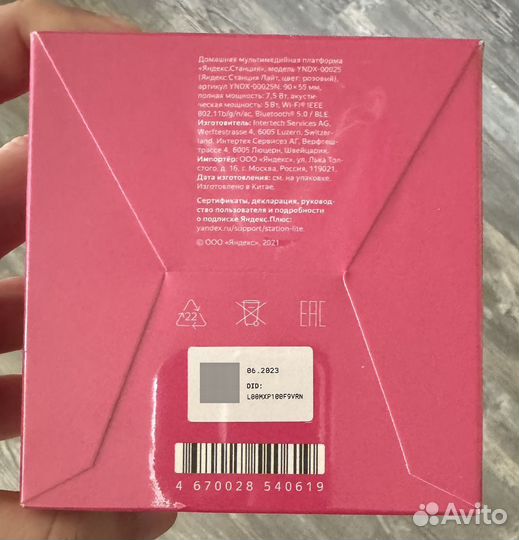 Домашная мультимедийная платформа
«Яндекс.Станция», модель YNDX-00025
(Яндекс.Станция Лайт, цвет: розовый),
артикул YNDX-00025N. 90×55 мм,
полная мощность: 7,5 Вт, акусти-
ческая мощность: 5 Вт, Wi-Fi® IEEE
802.11b/g/n/ac, Bluetooth® 5.0 / BLE.
Изготовитель: Intertech Services AG,
Werftestrasse 4, 6005 Luzern, Switzer-
land. Интертех Сервисез АГ, Верфтеш-
трассе 4, 6005 Люцерн, Швейцария.
Импортёр: ООО «Яндекс», ул. Льва Тол-
стого, д. 16, г. Москва, Россия, 119021.
Дата изготовления: см. на упаковке.
Изготовлено в Китае.
Сертификаты, декларация, руковод-
ство пользователя и подробности
о подписке Яндекс.Плюс:
yandex.ru/support/station-lite.
© ООО «Яндекс», 2021
22
EAC
06.2023
DID:
L00MXP100F9VRN
4 670028 540619
Avito